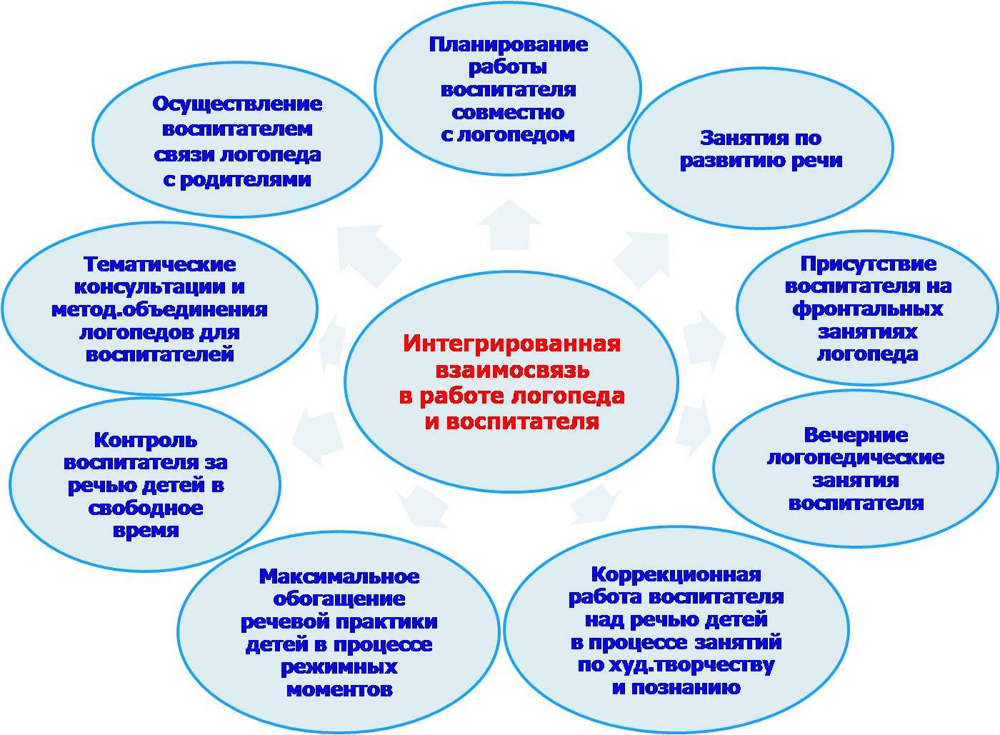 Планирование
работы
воспитателя
совместно
с логопедом
Занятия по
развитию речи
Присутствие
воспитателя на
фронтальных
занятиях
логопеда
Вечерние
логопедические
занятия
воспитателя
Коррекционная
работа воспитателя
над речью детей
в процессе занятий
по худ.творчеству
и познанию
Максимальное
обогащение
речевой практики
детей в процессе
режимных
моментов
Контроль
воспитателя за
речью детей в
свободное
время
Тематические
консультации и
метод.объединения
логопедов для
воспитателей
Осуществление
воспитателем
связи логопеда
с родителями
Интегрированная
взаимосвязь
в работе логопеда
и воспитателя